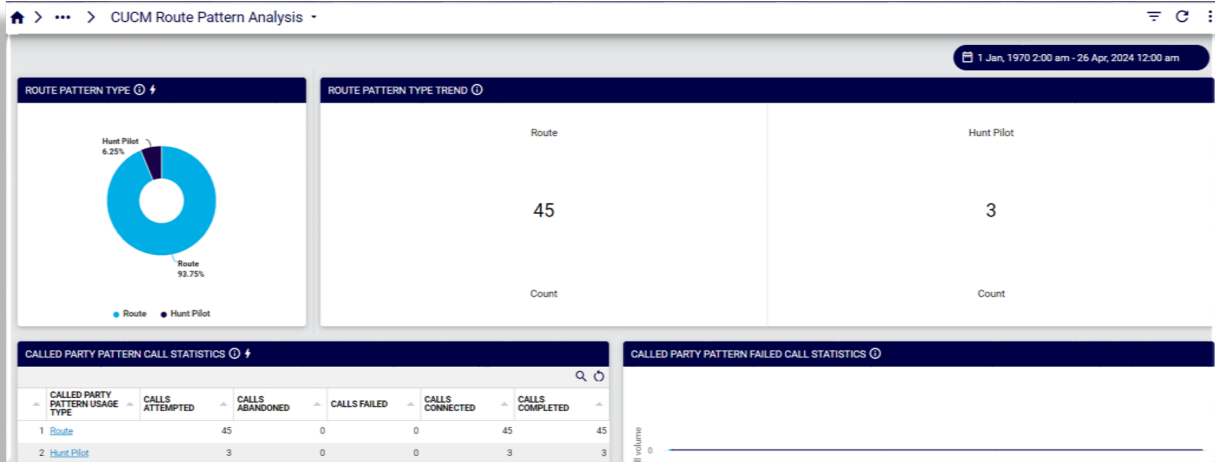 CUCM Route Pattern Analysis
1 Jan, 1970 2:00 am - 26 Apr, 2024 12:00 am
ROUTE PATTERN TYPE
Hunt Pilot
6.25%
Route
93.75%
Route Hunt Pilot
ROUTE PATTERN TYPE TREND
Route
45
Count
Hunt Pilot
3
Count
CALLED PARTY PATTERN CALL STATISTICS
CALLED PARTY PATTERN USAGE TYPE CALLS ATTEMPTED CALLS ABANDONED CALLS FAILED CALLS CONNECTED CALLS COMPLETED
1 Route 45 0 0 45 45
2 Hunt Pilot 3 0 0 3 3
CALLED PARTY PATTERN FAILED CALL STATISTICS
volume
0